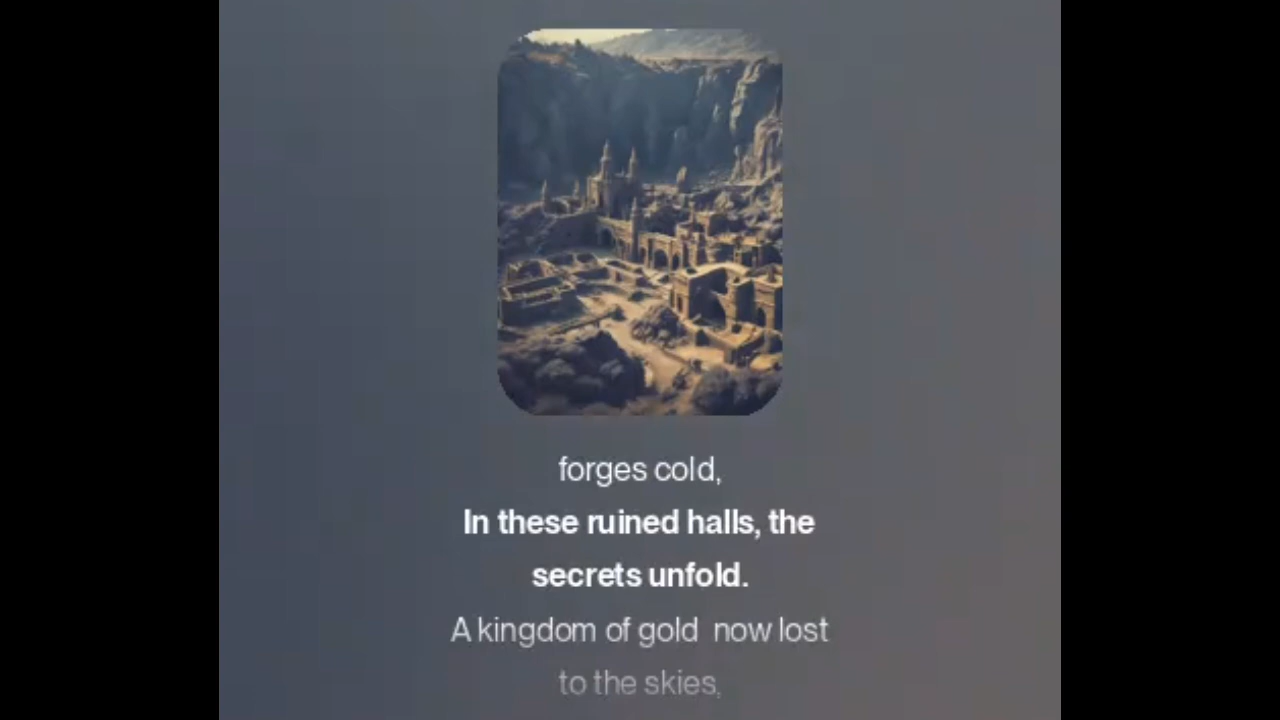 forges cold,
In these ruined halls, the
secrets unfold.
A kingdom of gold  now lost
to the skies,